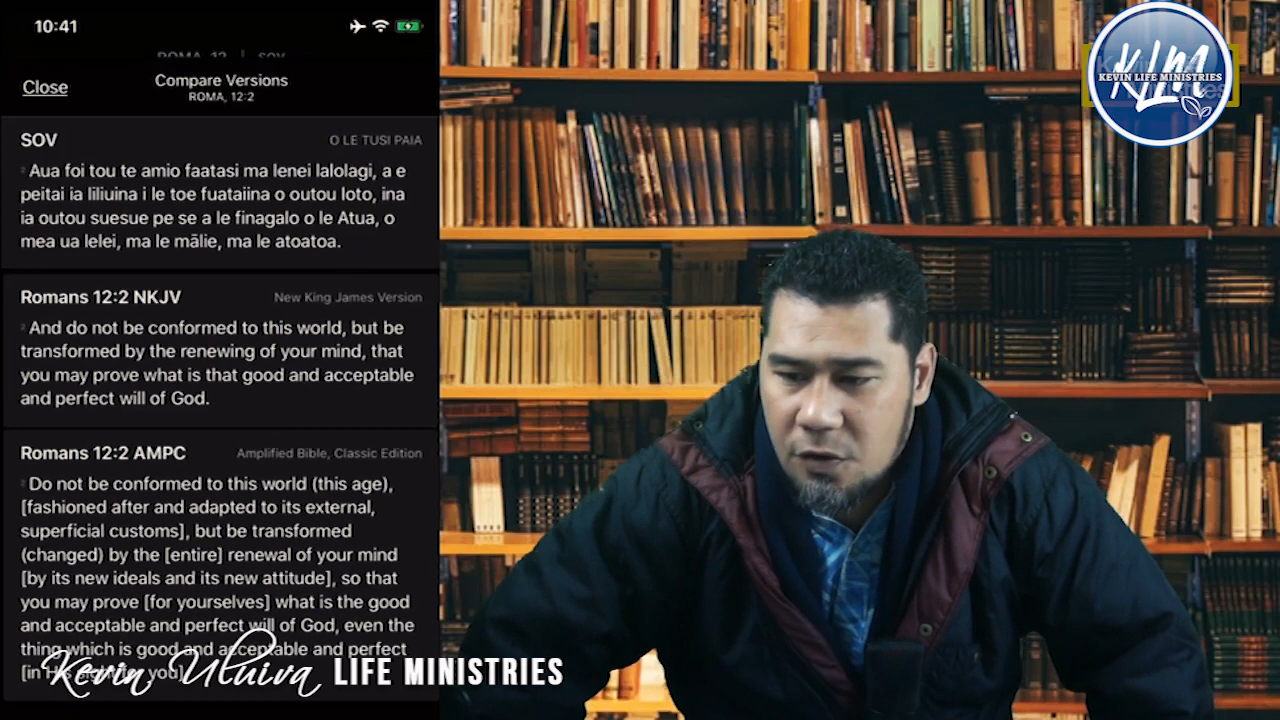 10:41
ROMA, 12 | SOV
Close
Compare Versions
ROMA, 12:2
SOV
O LE TUSI PAIA
2 Aua foi tou te amio faatasi ma lenei lalolagi, a e
peitai ia liliuina i le toe fuataiina o outou loto, ina
ia outou suesue pe se a le finagalo o le Atua, o
mea ua lelei, ma le mālie, ma le atoatoa.
Romans 12:2 NKJV
New King James Version
2 And do not be conformed to this world, but be
transformed by the renewing of your mind, that
you may prove what is that good and acceptable
and perfect will of God.
Romans 12:2 AMPC
Amplified Bible, Classic Edition
2 Do not be conformed to this world (this age),
[fashioned after and adapted to its external,
superficial customs], but be transformed
(changed) by the [entire] renewal of your mind
[by its new ideals and its new attitude], so that
you may prove [for yourselves] what is the good
and acceptable and perfect will of God, even the
thing which is good and acceptable and perfect
[in you]
Kevin Uluiva LIFE MINISTRIES
KLM
KEVIN LIFE MINISTRIES